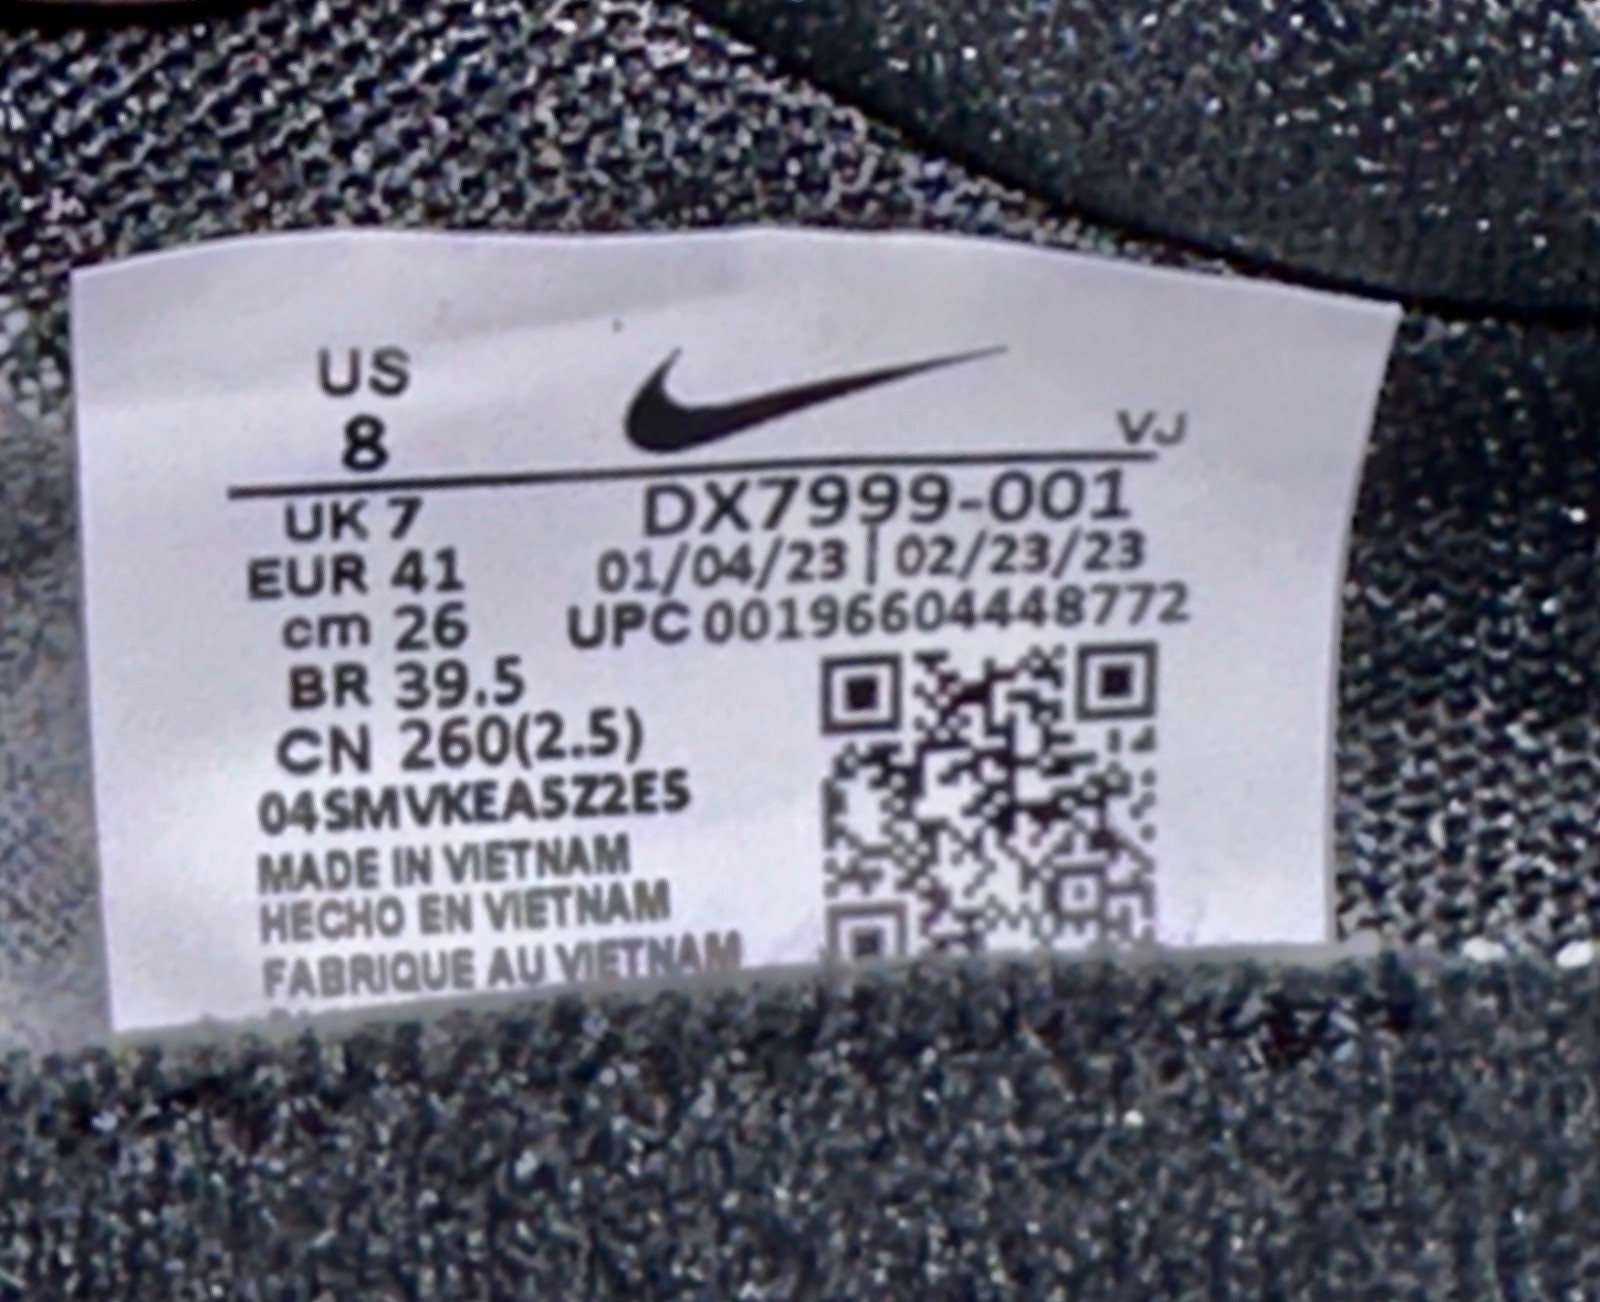 US
8
VJ
UK 7
DX7999-001
EUR 41
01/04/23 | 02/23/23
cm 26
UPC 00196604448772
BR 39.5
CN 260(2.5)
04SMVKEA5Z2E5
MADE IN VIETNAM
HECHO EN VIETNAM
FABRIQUE AU VIETNAM